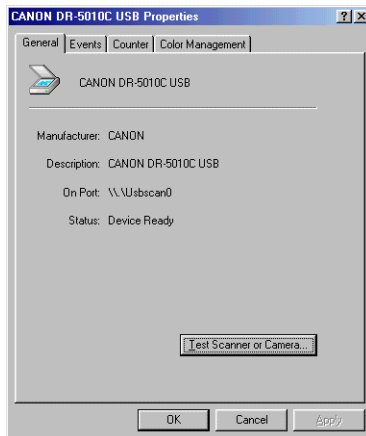 CANON DR-5010C USB Properties
General Events Counter Color Management
CANON DR-5010C USB
Manufacturer: CANON
Description: CANON DR-5010C USB
On Port: \\.\Usbscan0
Status: Device Ready
Test Scanner or Camera...
OK Cancel Apply